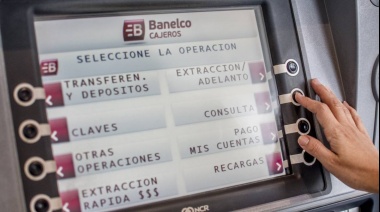 B Banelco
CAJEROS
B SELECCIONE LA OPERACION
TRANSFEREN.
Y DEPOSITOS
EXTRACCION/
ADELANTO
CLAVES
CONSULTA
OTRAS
OPERACIONES
PAGO
MIS CUENTAS
EXTRACCION
RAPIDA $$$
RECARGAS
NCR